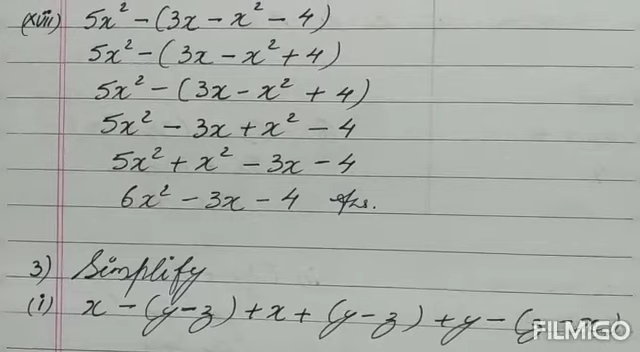 (xvii) 5x² - (3x - x² - 4)
5x² - (3x - x² + 4)
5x² - (3x - x² + 4)
5x² - 3x + x² - 4
5x² + x² - 3x - 4
6x² - 3x - 4 Ans.
3) Simplify
(i) x - (y - z) + x + (y - z) + y - (z
FILMIGO